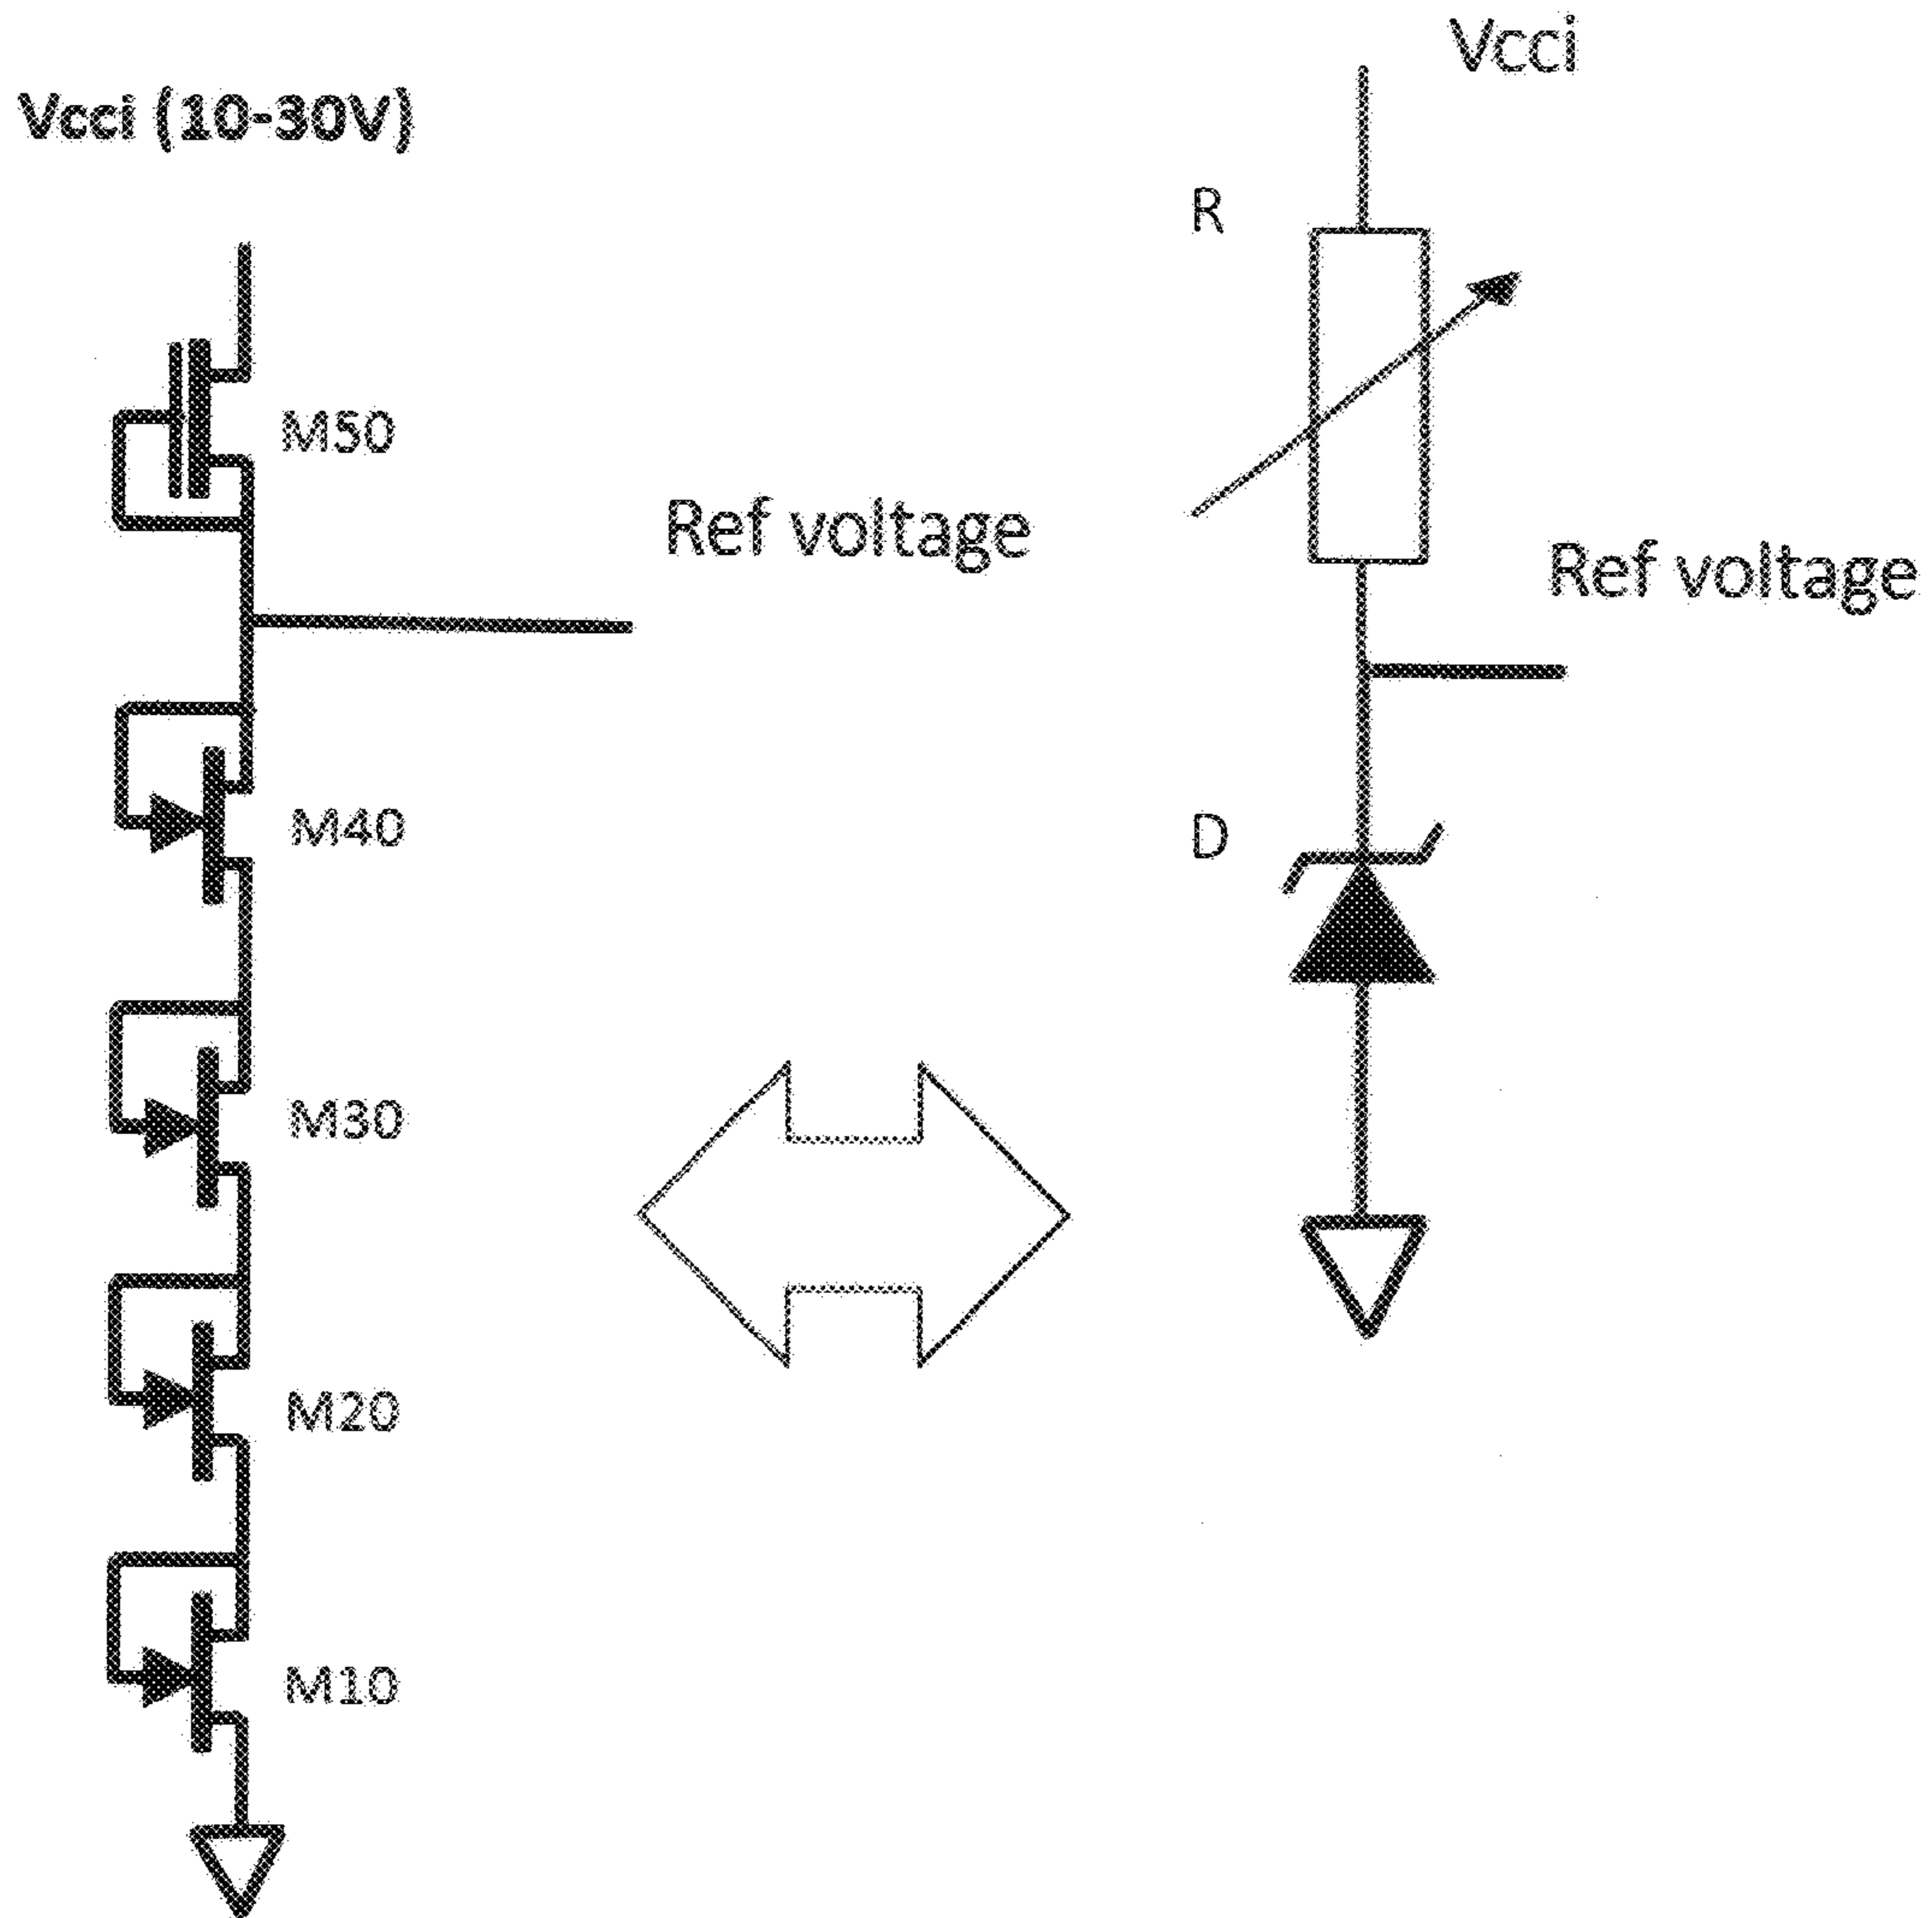 Vcci (10-30V)
M50
Ref voltage
M40
M30
M20
M10
Vcci
R
Ref voltage
D